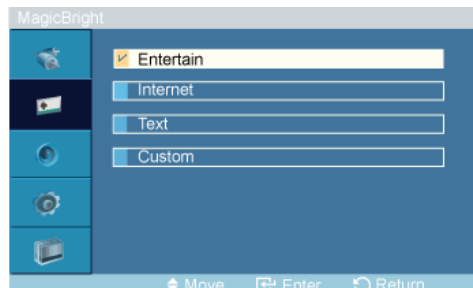 MagicBright
Entertain
Internet
Text
Custom
Move Enter Return